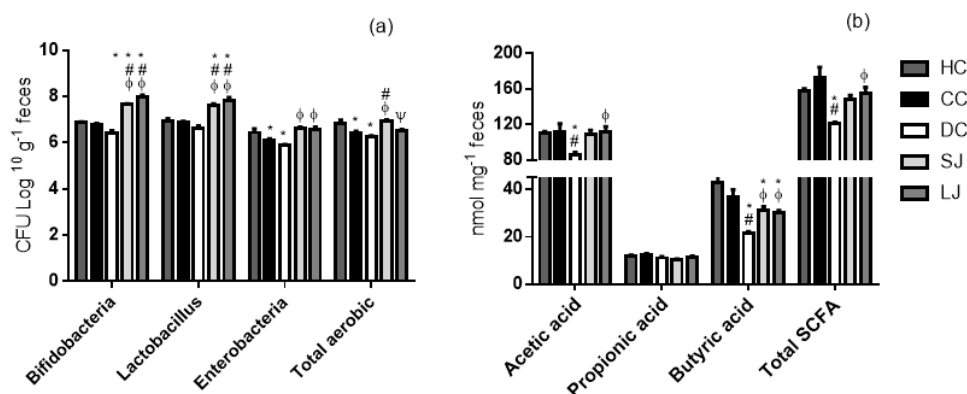 (a)
CFU Log 10 g-1 feces
10
8
6
4
2
0
* * *
# #
ϕ ϕ
* *
# #
ϕ ϕ
* * ϕ ϕ
* * # ϕ ψ
Bifidobacteria
Lactobacillus
Enterobacteria
Total aerobic
(b)
nmol mg-1 feces
200
160
120
80
40
20
0
*
#
ϕ
*
#
*
ϕ
*
ϕ
*
#
ϕ
Acetic acid
Propionic acid
Butyric acid
Total SCFA
HC
CC
DC
SJ
LJ